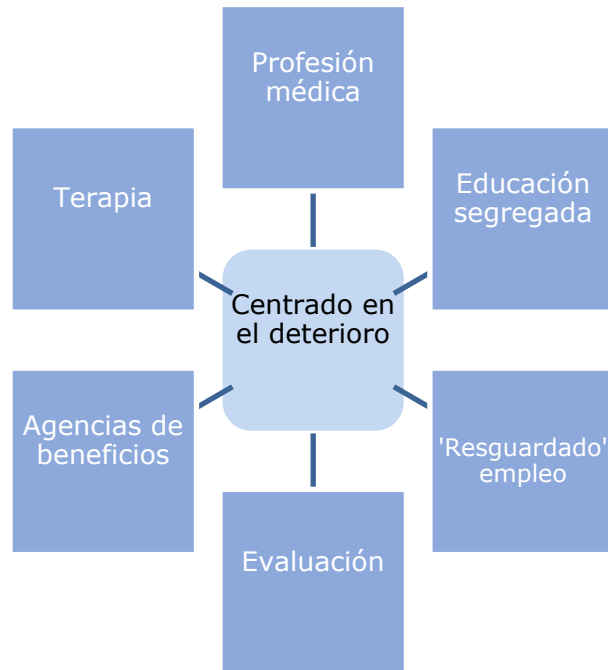 Profesión
médica
Terapia
Educación
segregada
Centrado en
el deterioro
Agencias de
beneficios
'Resguardado'
empleo
Evaluación